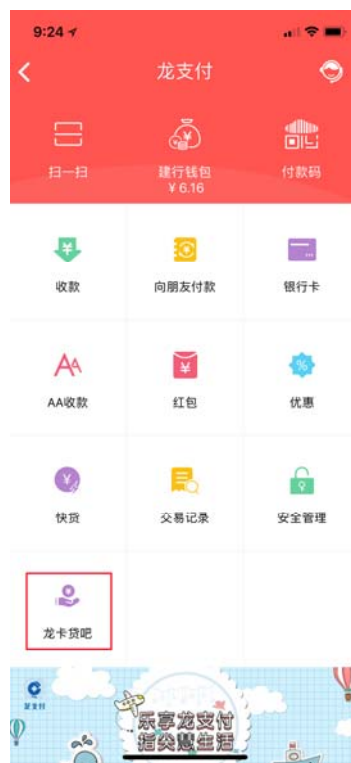 9:24
龙支付
扫一扫
建行钱包
付款码
¥ 6.16
收款
向朋友付款
银行卡
AA收款
红包
优惠
快贷
交易记录
安全管理
龙卡贷吧
龙支付
乐享龙支付
指尖慧生活